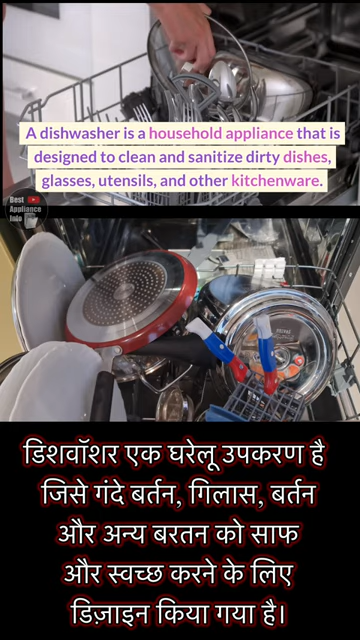 A dishwasher is a household appliance that is
designed to clean and sanitize dirty dishes,
glasses, utensils, and other kitchenware.
Best
Appliance
Info
डिशवॉशर एक घरेलू उपकरण है
जिसे गंदे बर्तन, गिलास, बर्तन
और अन्य बरतन को साफ
और स्वच्छ करने के लिए
डिज़ाइन किया गया है।